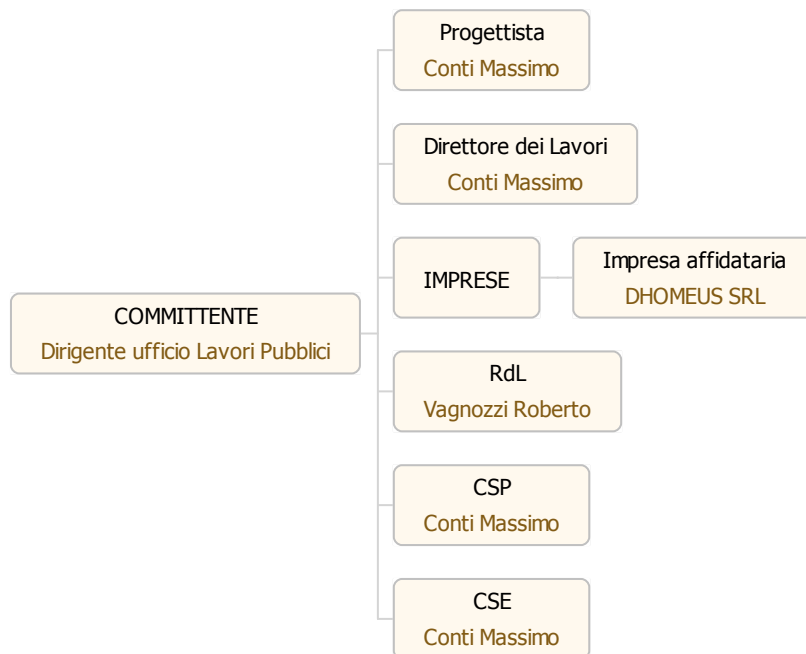 Progettista
Conti Massimo
Direttore dei Lavori
Conti Massimo
IMPRESE
Impresa affidataria
DHOMEUS SRL
COMMITTENTE
Dirigente ufficio Lavori Pubblici
RdL
Vagnozzi Roberto
CSP
Conti Massimo
CSE
Conti Massimo